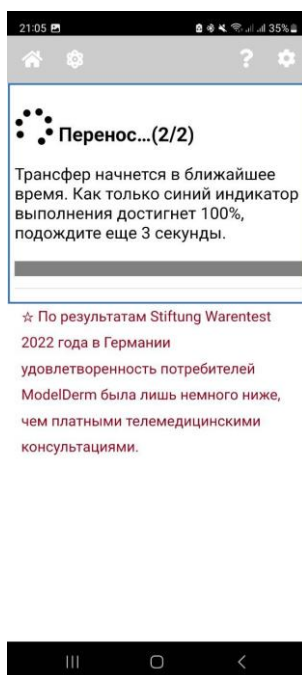 21:05 35%
?
Перенос...(2/2)
Трансфер начнется в ближайшее
время. Как только синий индикатор
выполнения достигнет 100%,
подождите еще 3 секунды.
☆ По результатам Stiftung Warentest
2022 года в Германии
удовлетворенность потребителей
ModelDerm была лишь немного ниже,
чем платными телемедицинскими
консультациями.